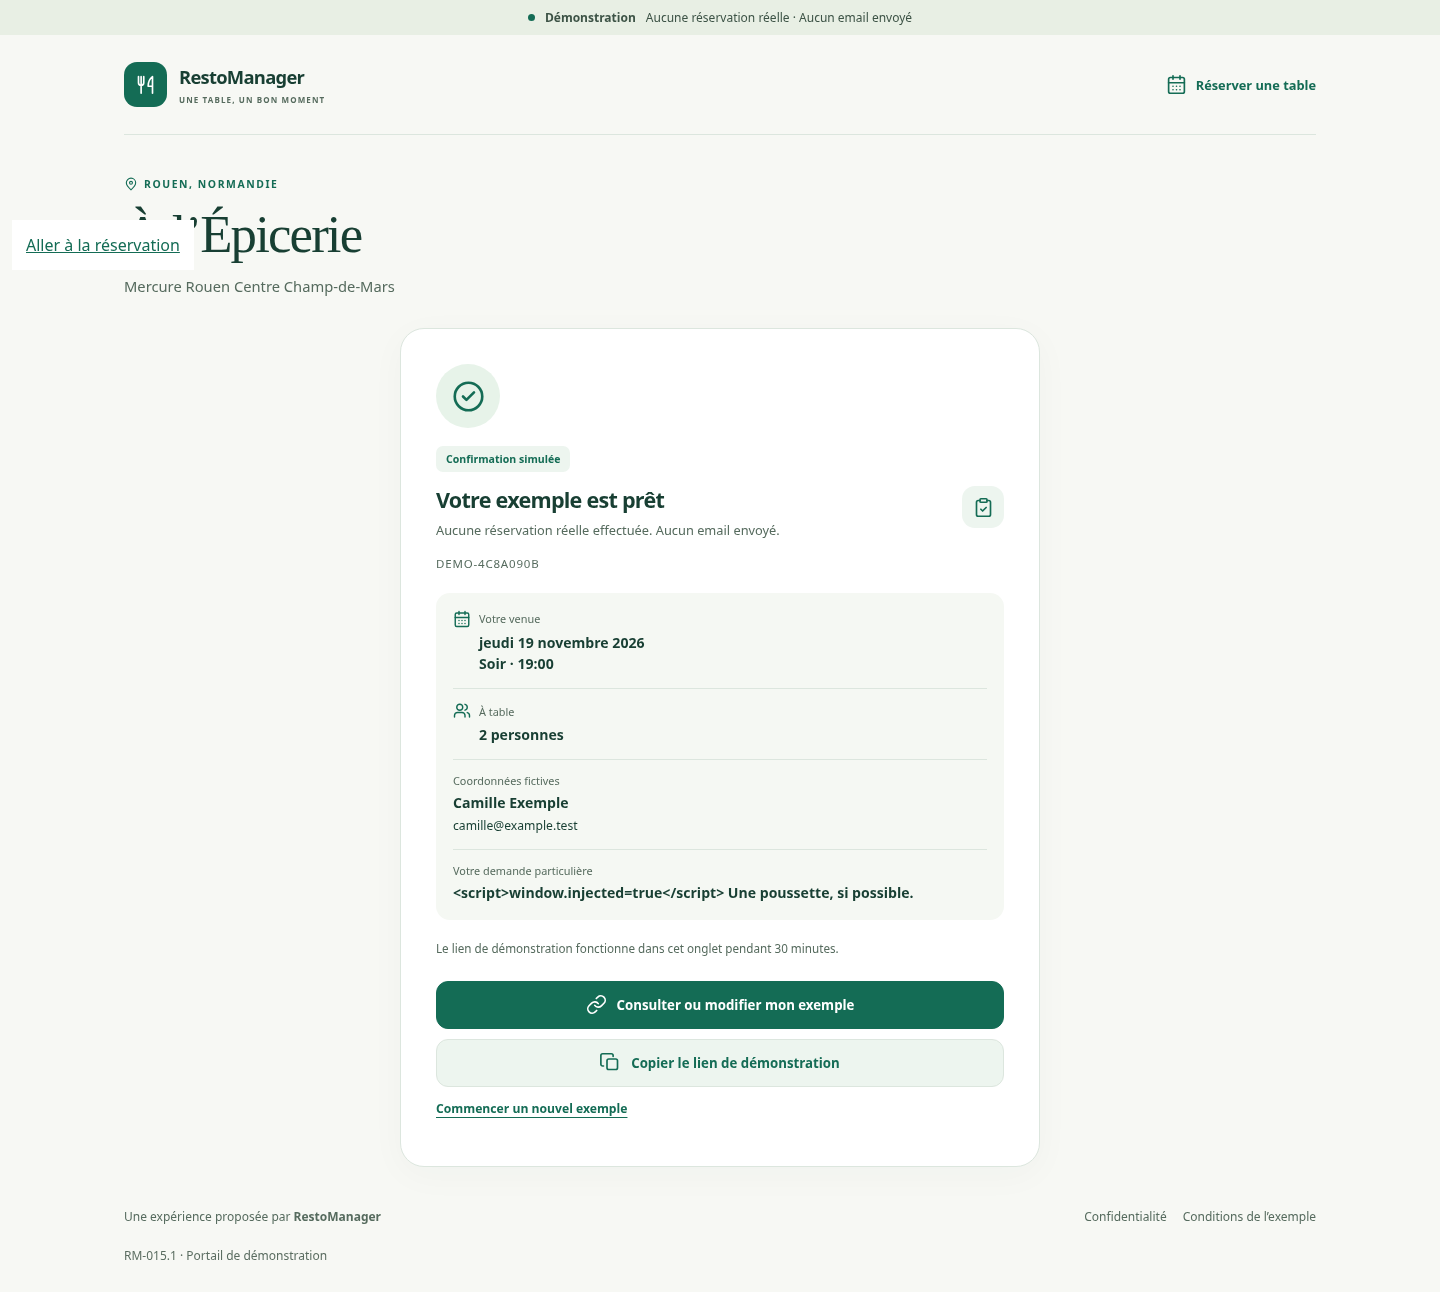 Démonstration Aucune réservation réelle · Aucun email envoyé
RestoManager
UNE TABLE, UN BON MOMENT
Réserver une table
ROUEN, NORMANDIE
À l’Épicerie
Aller à la réservation
Mercure Rouen Centre Champ-de-Mars
Confirmation simulée
Votre exemple est prêt
Aucune réservation réelle effectuée. Aucun email envoyé.
DEMO-4C8A090B
Votre venue
jeudi 19 novembre 2026
Soir · 19:00
À table
2 personnes
Coordonnées fictives
Camille Exemple
camille@example.test
Votre demande particulière
<script>window.injected=true</script> Une poussette, si possible.
Le lien de démonstration fonctionne dans cet onglet pendant 30 minutes.
Consulter ou modifier mon exemple
Copier le lien de démonstration
Commencer un nouvel exemple
Une expérience proposée par RestoManager
Confidentialité Conditions de l’exemple
RM-015.1 · Portail de démonstration